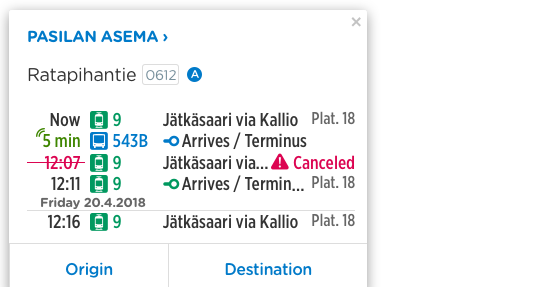 ×
PASILAN ASEMA ›
Ratapihantie 0612 A
Now 9 Jätkäsaari via Kallio Plat. 18
5 min 543B Arrives / Terminus
12:07 9 Jätkäsaari via... Canceled
12:11 9 Arrives / Termin... Plat. 18
Friday 20.4.2018
12:16 9 Jätkäsaari via Kallio Plat. 18
Origin Destination